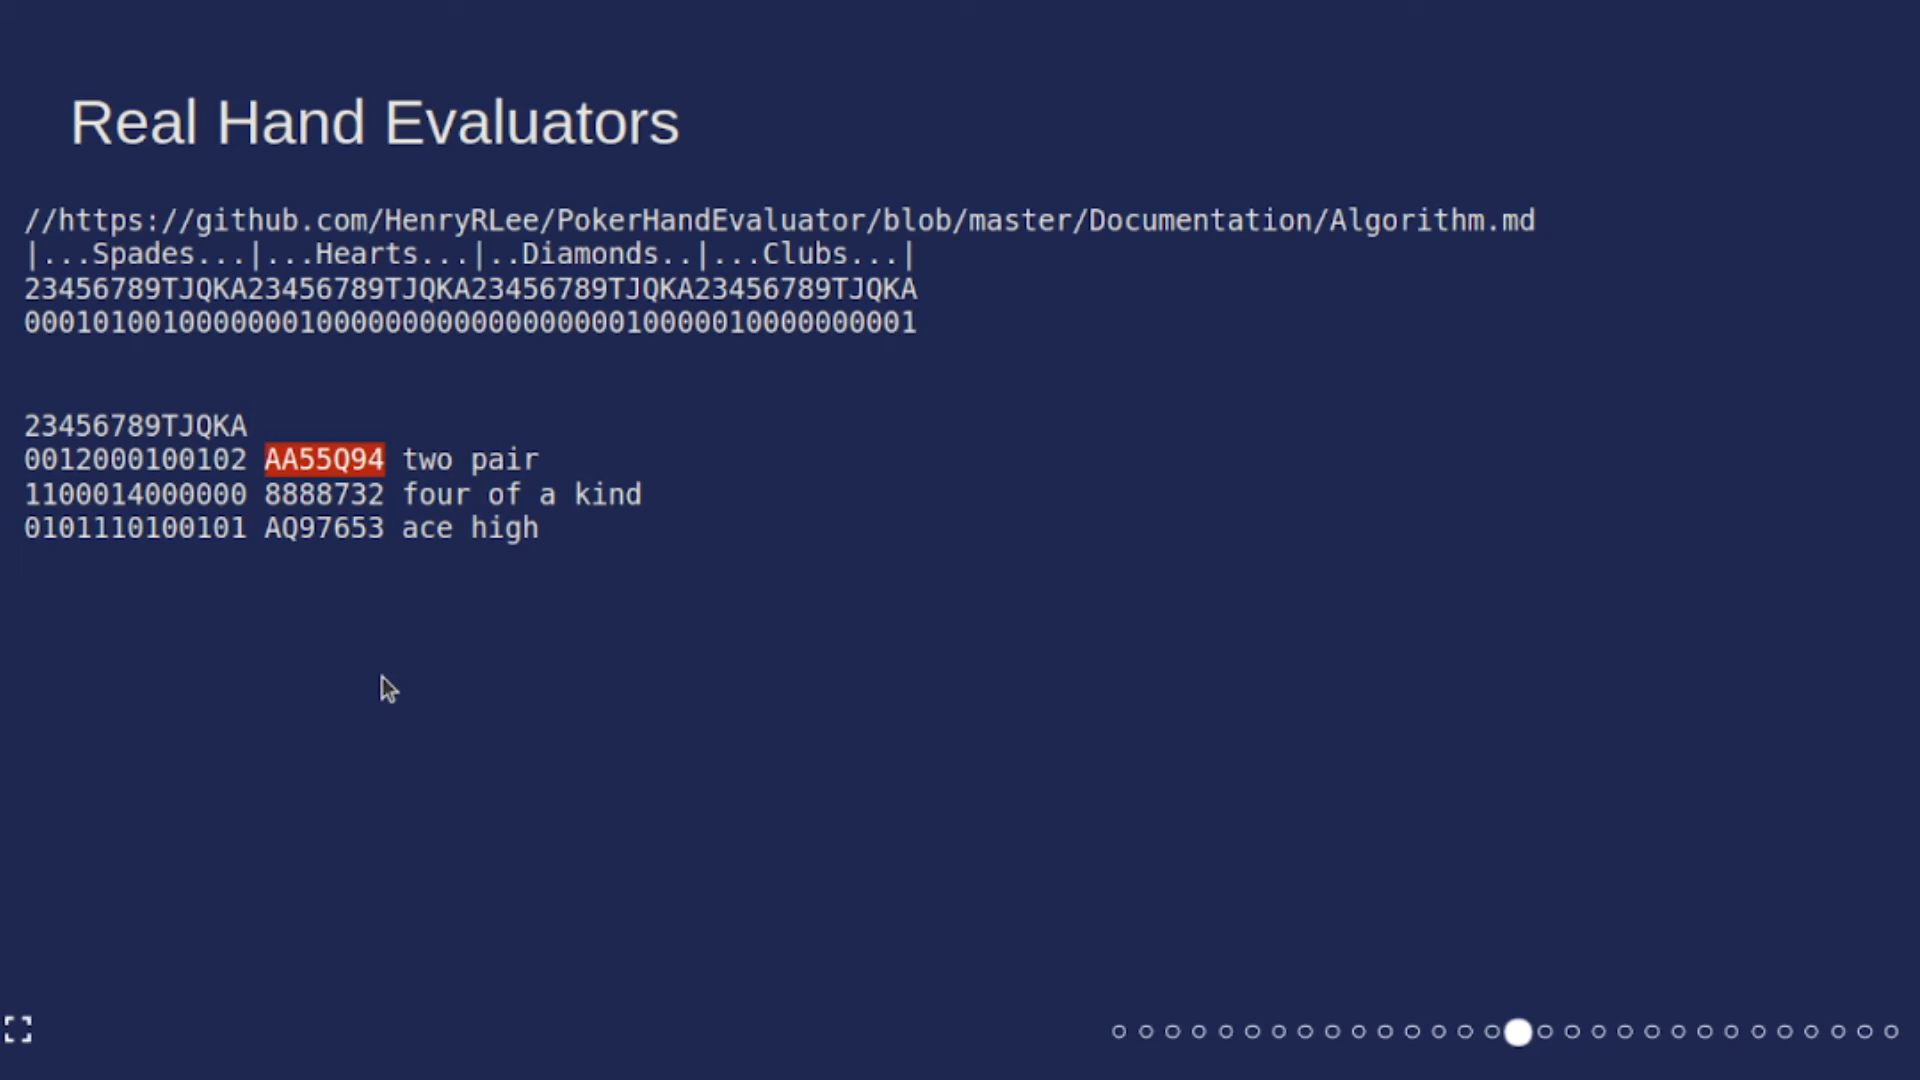 Real Hand Evaluators
//https://github.com/HenryRLee/PokerHandEvaluator/blob/master/Documentation/Algorithm.md
|...Spades...|...Hearts...|..Diamonds..|...Clubs...|
23456789TJQKA23456789TJQKA23456789TJQKA23456789TJQKA
0001010010000000100000000000000000010000010000000001
23456789TJQKA
0012000100102 AA55Q94 two pair
1100014000000 8888732 four of a kind
0101110100101 AQ97653 ace high